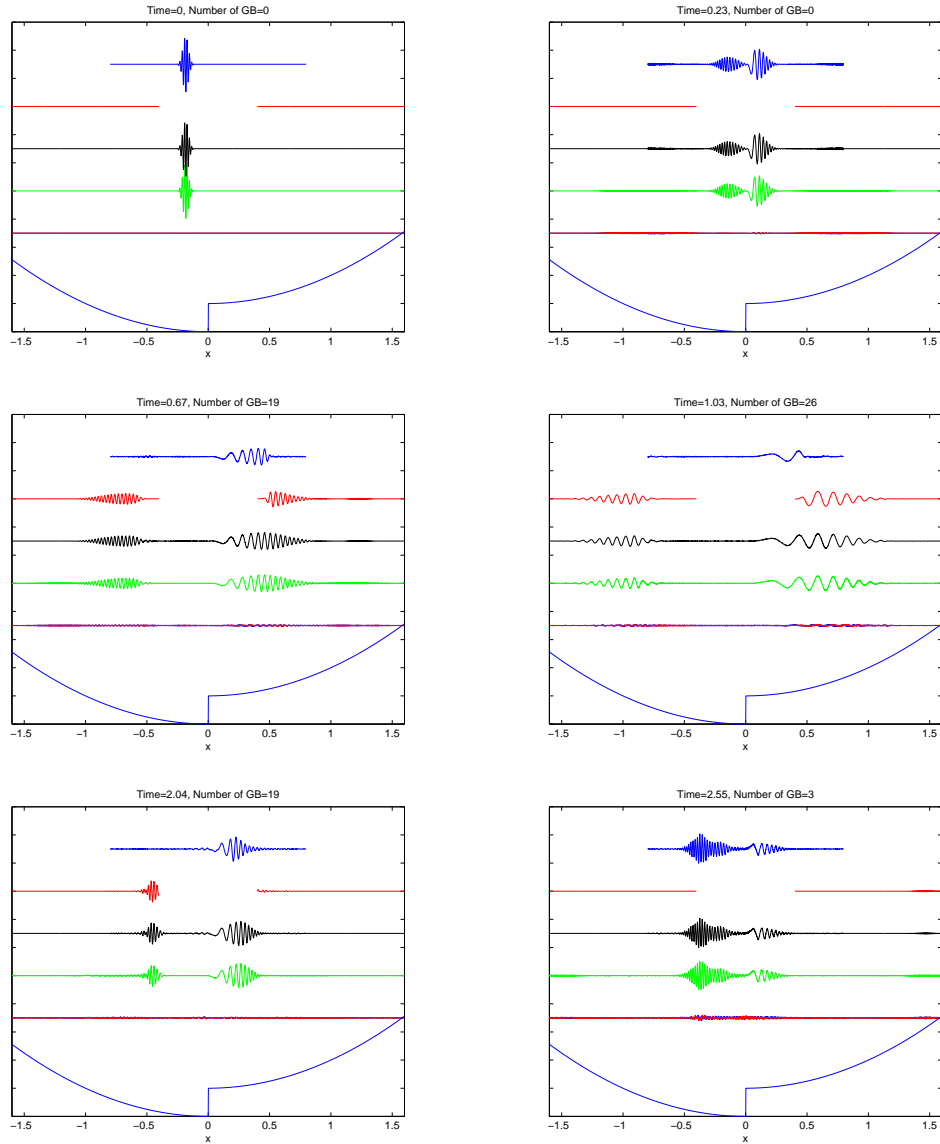 Time=0, Number of GB=0
−1.5 −1 −0.5 0 0.5 1 1.5
x
Time=0.23, Number of GB=0
−1.5 −1 −0.5 0 0.5 1 1.5
x
Time=0.67, Number of GB=19
−1.5 −1 −0.5 0 0.5 1 1.5
x
Time=1.03, Number of GB=26
−1.5 −1 −0.5 0 0.5 1 1.5
x
Time=2.04, Number of GB=19
−1.5 −1 −0.5 0 0.5 1 1.5
x
Time=2.55, Number of GB=3
−1.5 −1 −0.5 0 0.5 1 1.5
x